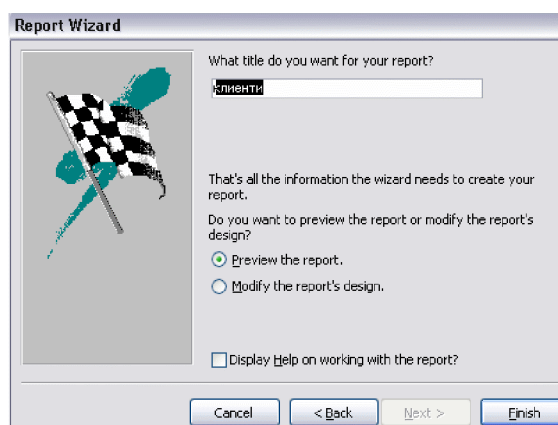 Report Wizard
What title do you want for your report?
клиенти
That's all the information the wizard needs to create your
report.
Do you want to preview the report or modify the report's
design?
Preview the report.
Modify the report's design.
Display Help on working with the report?
Cancel
< Back
Next >
Finish